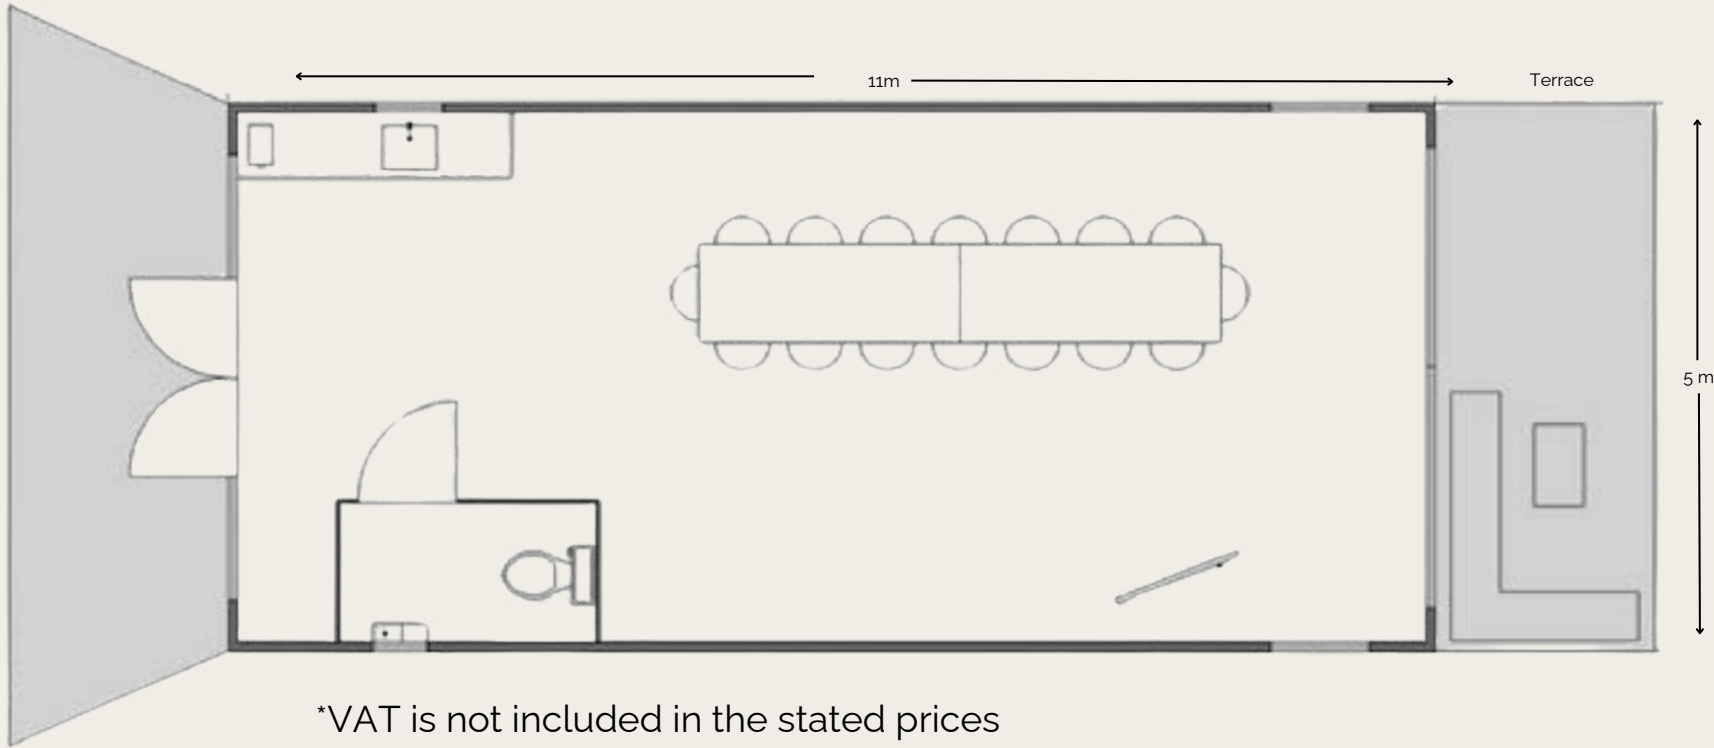 11m
Terrace
5 m
*VAT is not included in the stated prices